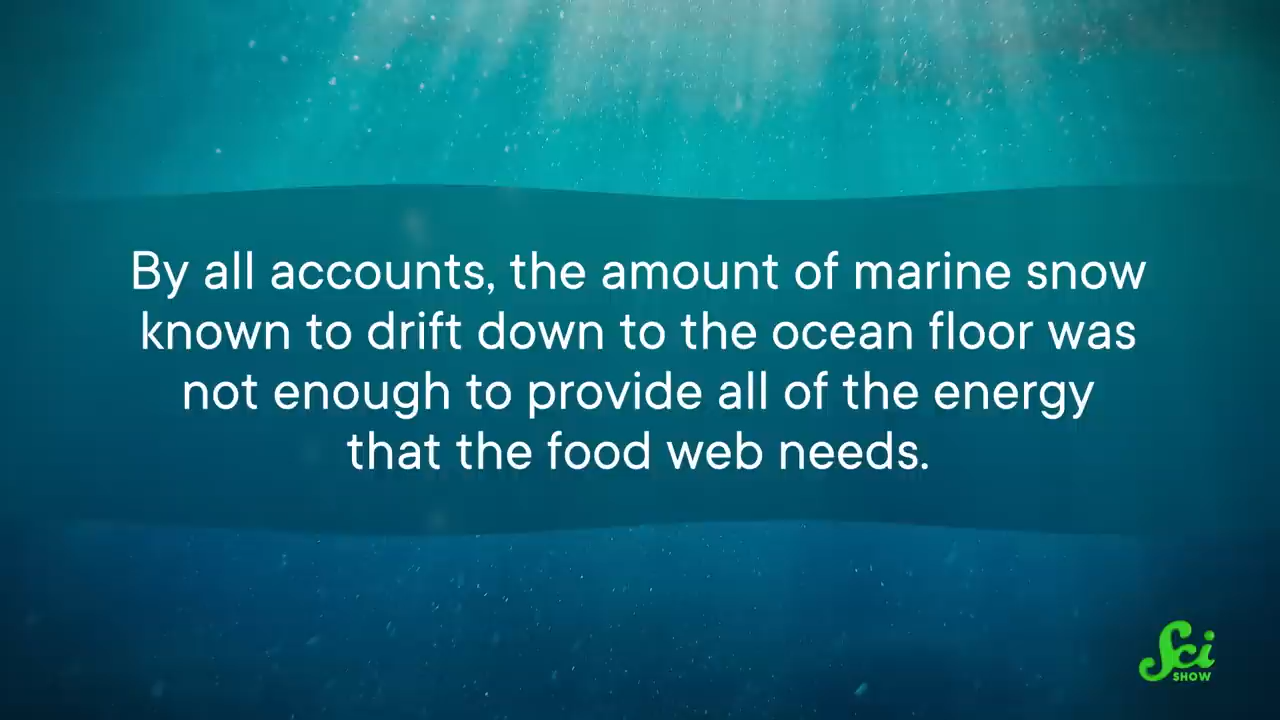 By all accounts, the amount of marine snow
known to drift down to the ocean floor was
not enough to provide all of the energy
that the food web needs.
Sci
SHOW